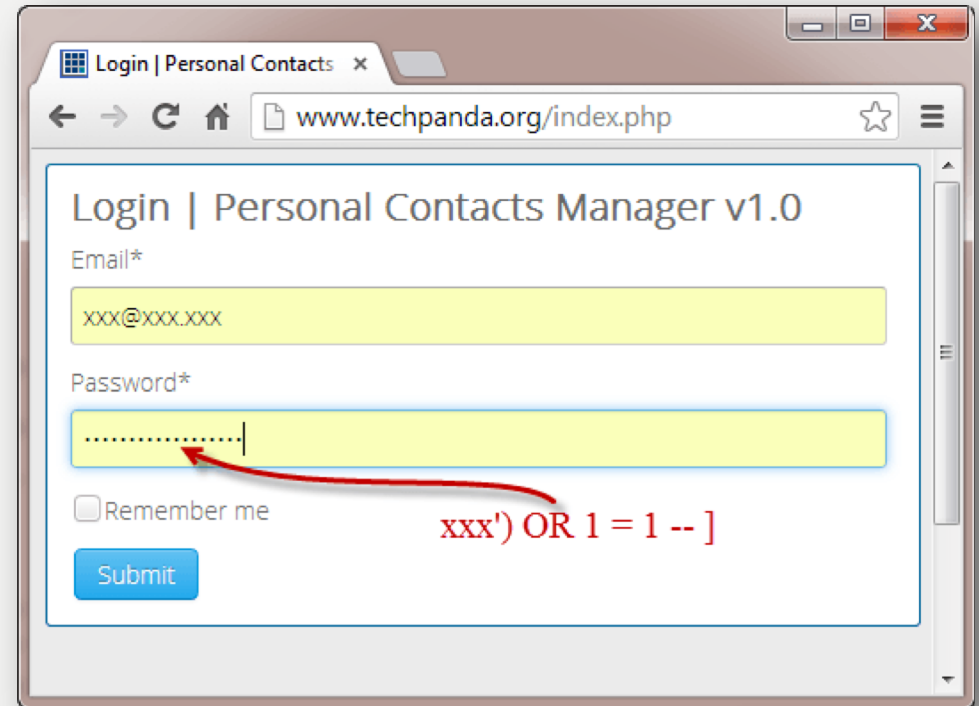 Login | Personal Contacts
www.techpanda.org/index.php
Login | Personal Contacts Manager v1.0
Email*
xxx@xxx.xxx
Password*
..................
Remember me
xxx') OR 1 = 1 -- ]
Submit